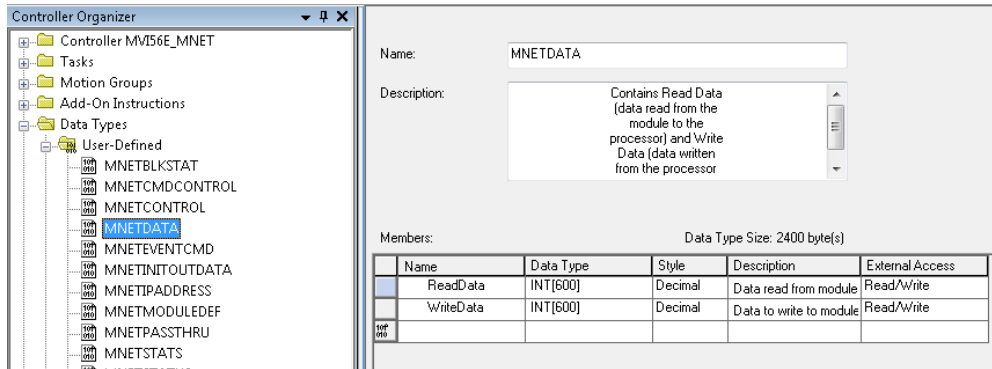 Controller Organizer
Controller MVI56E_MNET
Tasks
Motion Groups
Add-On Instructions
Data Types
User-Defined
MNETBLKSTAT
MNETCMDCONTROL
MNETCONTROL
MNETDATA
MNETEVENTCMD
MNETINITOUTDATA
MNETIPADDRESS
MNETMODULEDEF
MNETPASSTHRU
MNETSTATS
Name: MNETDATA
Description: Contains Read Data
(data read from the
module to the
processor) and Write
Data (data written
from the processor
Members: Data Type Size: 2400 byte(s)
Name Data Type Style Description External Access
ReadData INT[600] Decimal Data read from module Read/Write
WriteData INT[600] Decimal Data to write to module Read/Write